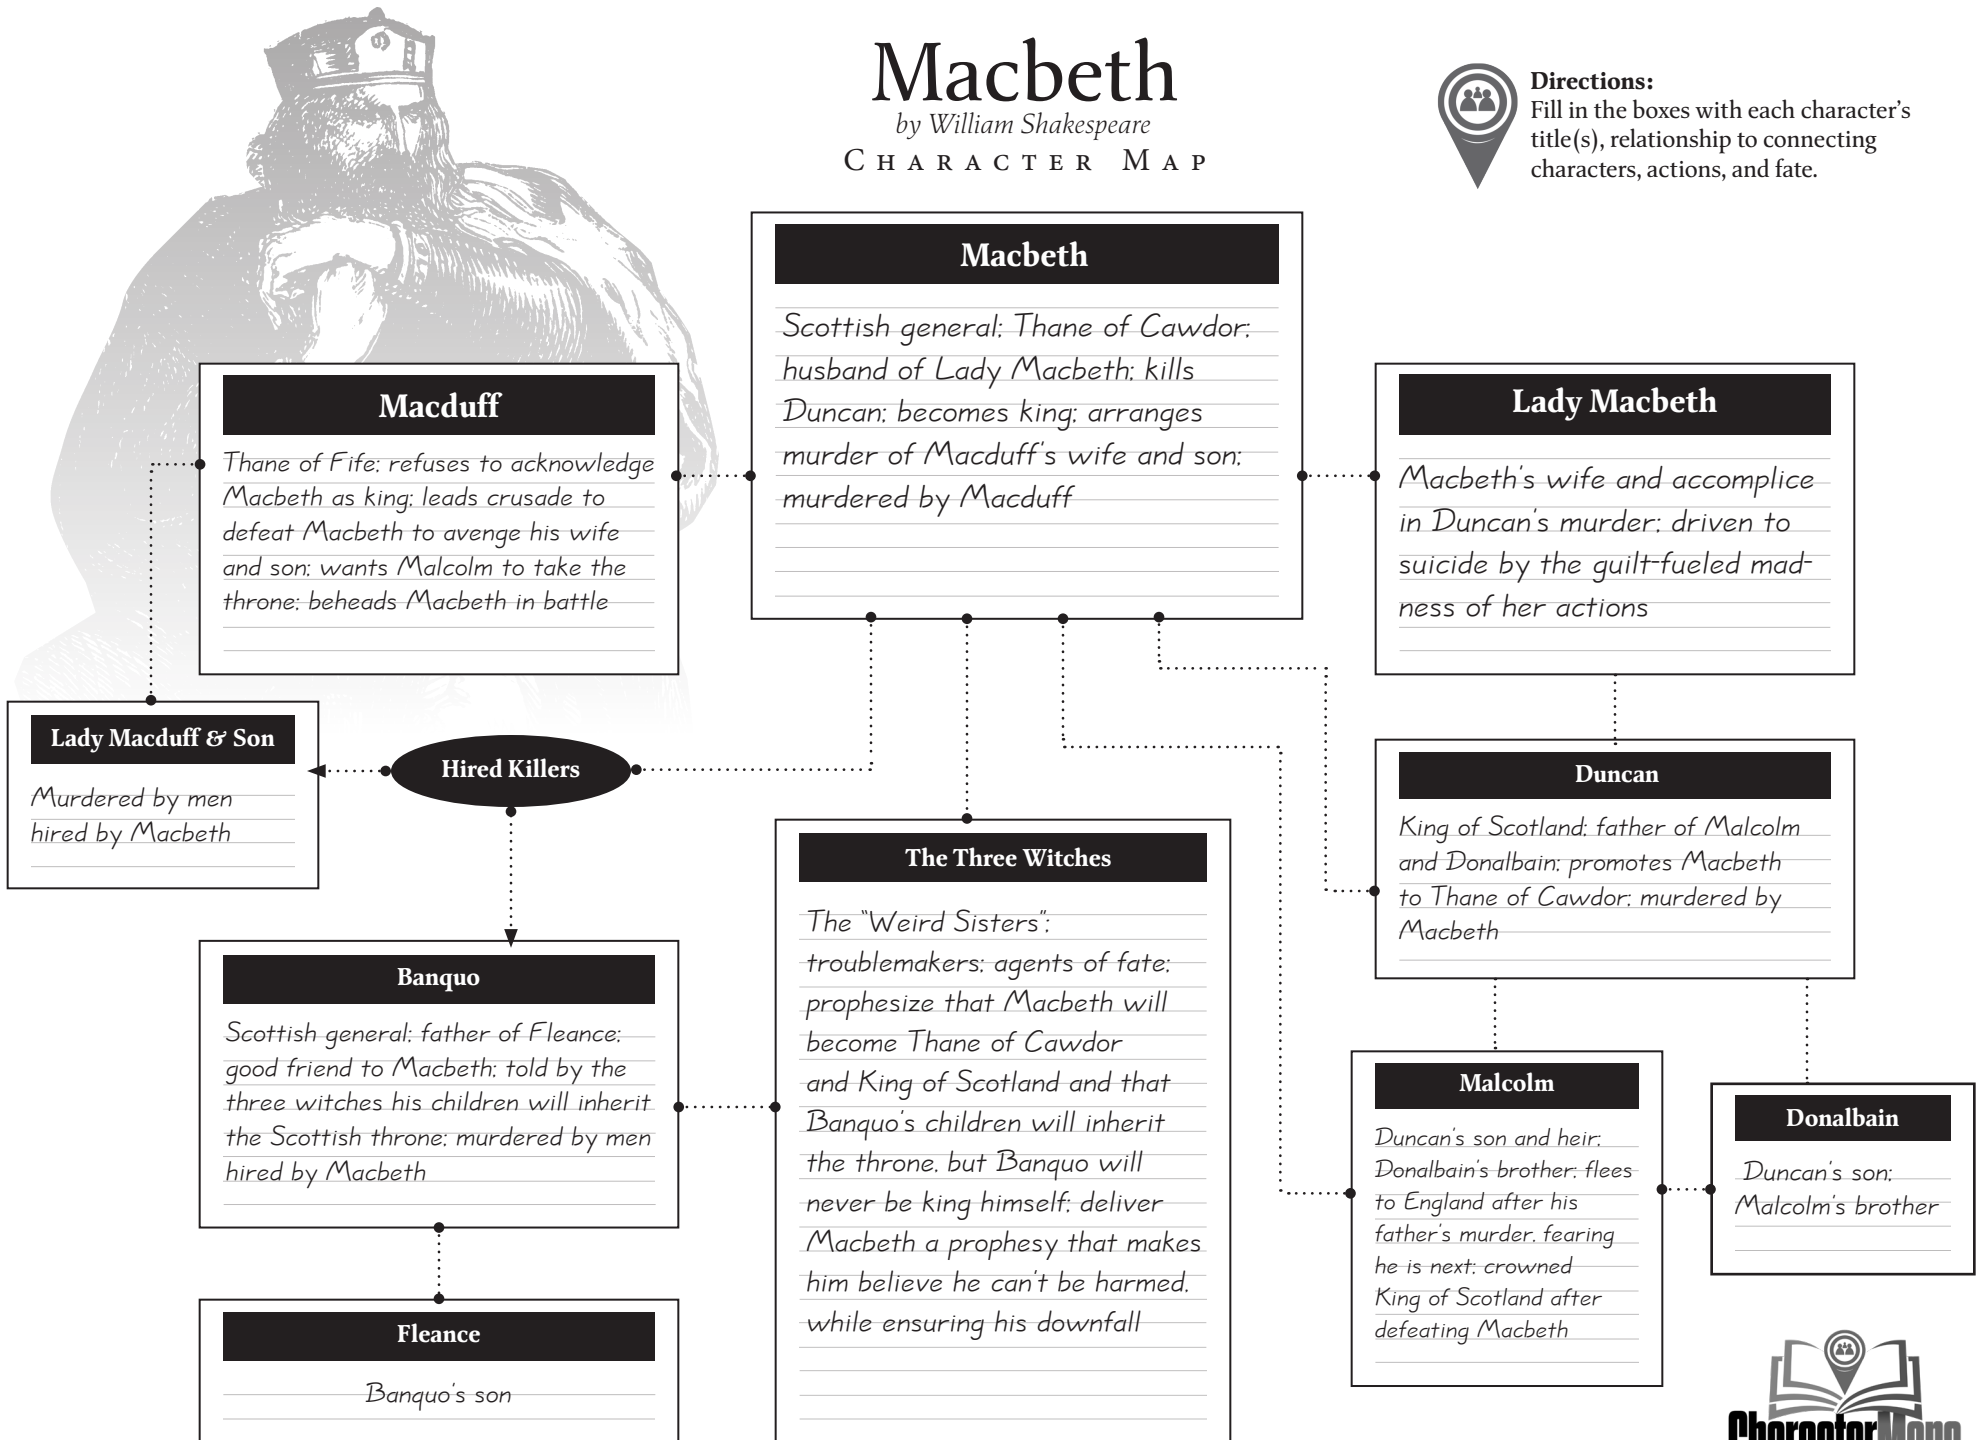 Macbeth
by William Shakespeare
Character Map
Directions:
Fill in the boxes with each character's
title(s), relationship to connecting
characters, actions, and fate.
Macbeth
Scottish general; Thane of Cawdor;
husband of Lady Macbeth; kills
Duncan; becomes king; arranges
murder of Macduff's wife and son;
murdered by Macduff
Macduff
Thane of Fife; refuses to acknowledge
Macbeth as king; leads crusade to
defeat Macbeth to avenge his wife
and son; wants Malcolm to take the
throne; beheads Macbeth in battle
Lady Macbeth
Macbeth's wife and accomplice
in Duncan's murder; driven to
suicide by the guilt-fueled mad-
ness of her actions
Lady Macduff & Son
Murdered by men
hired by Macbeth
Hired Killers
Duncan
King of Scotland; father of Malcolm
and Donalbain; promotes Macbeth
to Thane of Cawdor; murdered by
Macbeth
The Three Witches
The "Weird Sisters";
troublemakers; agents of fate;
prophesize that Macbeth will
become Thane of Cawdor
and King of Scotland and that
Banquo's children will inherit
the throne, but Banquo will
never be king himself; deliver
Macbeth a prophesy that makes
him believe he can't be harmed,
while ensuring his downfall
Banquo
Scottish general; father of Fleance;
good friend to Macbeth; told by the
three witches his children will inherit
the Scottish throne; murdered by men
hired by Macbeth
Malcolm
Duncan's son and heir;
Donalbain's brother; flees
to England after his
father's murder, fearing
he is next; crowned
King of Scotland after
defeating Macbeth
Donalbain
Duncan's son;
Malcolm's brother
Fleance
Banquo's son
CharacterMaps